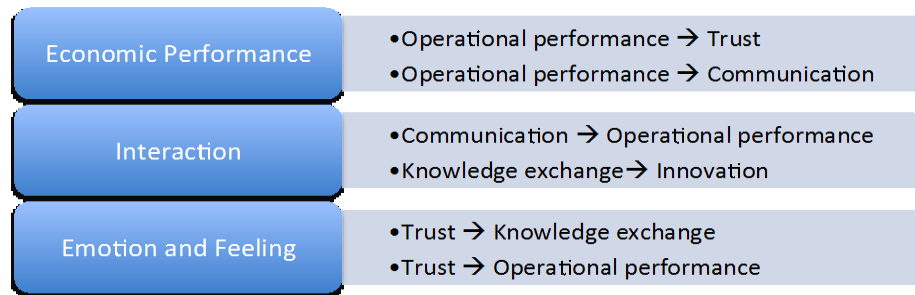 Economic Performance
•Operational performance → Trust
•Operational performance → Communication
Interaction
•Communication → Operational performance
•Knowledge exchange→ Innovation
Emotion and Feeling
•Trust → Knowledge exchange
•Trust → Operational performance